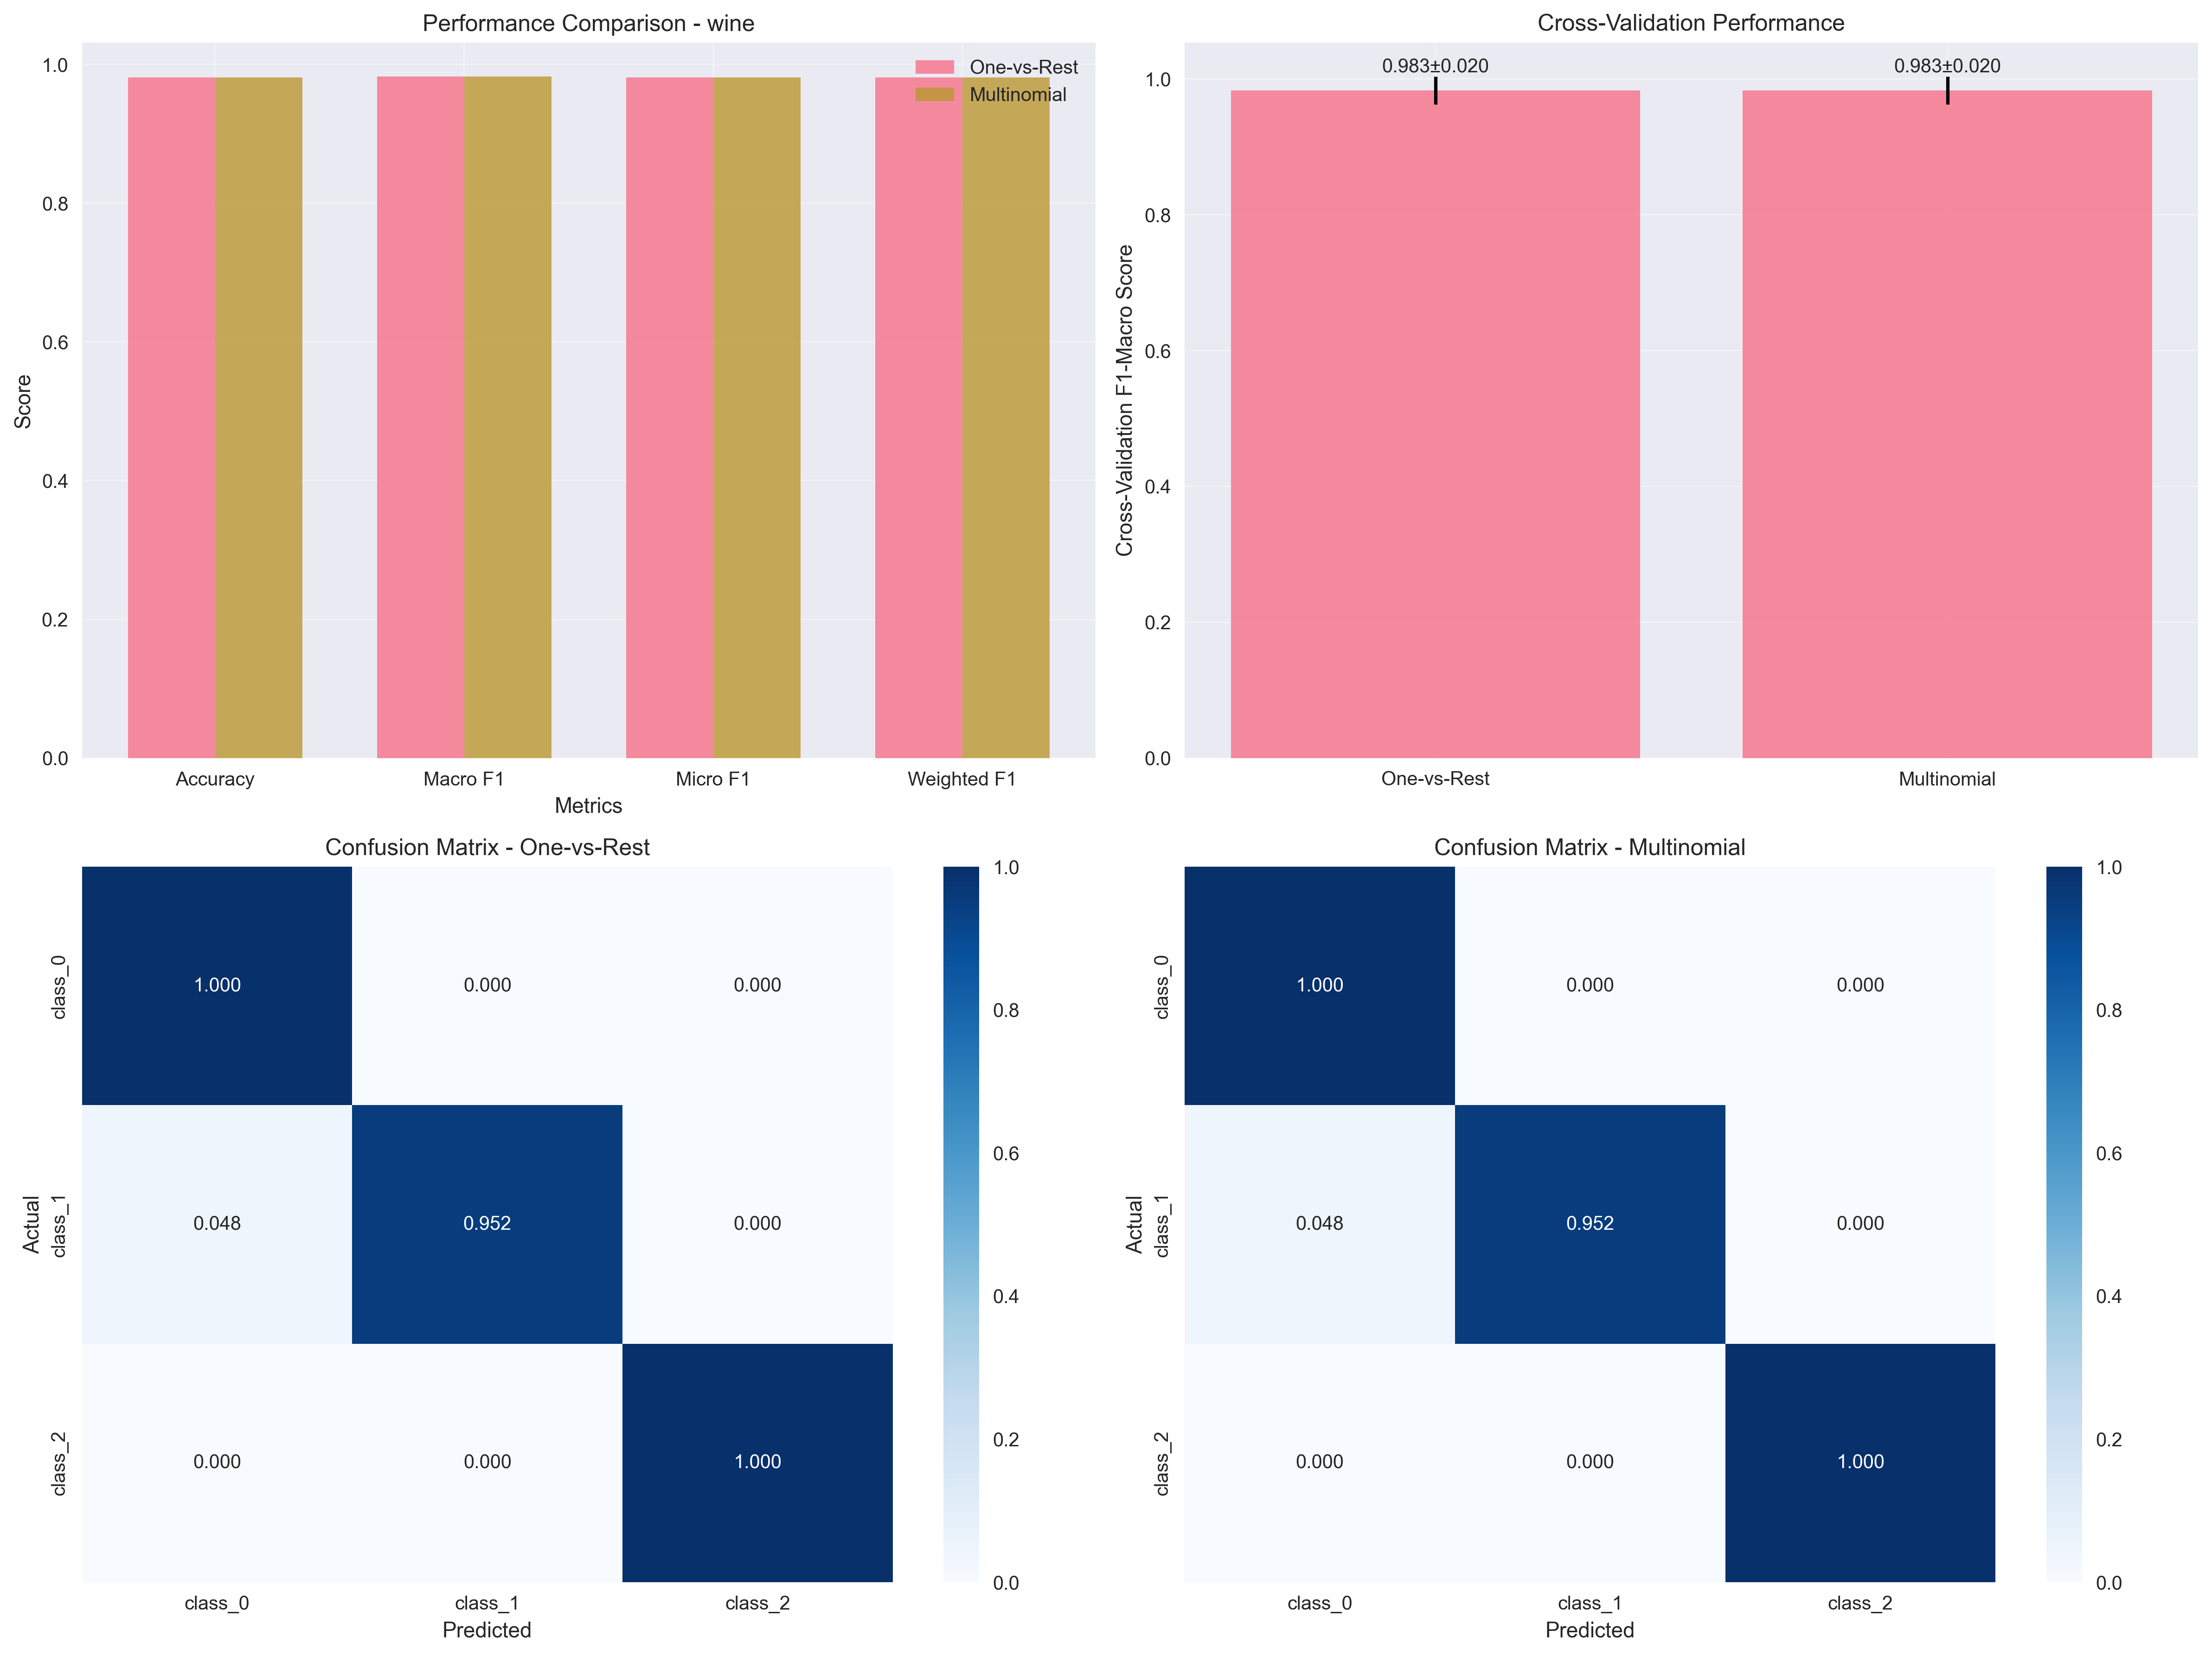 Performance Comparison - wine
One-vs-Rest
Multinomial
1.0
0.8
0.6
0.4
0.2
0.0
Score
Accuracy
Macro F1
Micro F1
Weighted F1
Metrics
Cross-Validation Performance
0.983±0.020
0.983±0.020
1.0
0.8
0.6
0.4
0.2
0.0
Cross-Validation F1-Macro Score
One-vs-Rest
Multinomial
Confusion Matrix - One-vs-Rest
Actual
class_0
class_1
class_2
1.000 0.000 0.000
0.048 0.952 0.000
0.000 0.000 1.000
class_0 class_1 class_2
Predicted
1.0
0.8
0.6
0.4
0.2
0.0
Confusion Matrix - Multinomial
Actual
class_0
class_1
class_2
1.000 0.000 0.000
0.048 0.952 0.000
0.000 0.000 1.000
class_0 class_1 class_2
Predicted
1.0
0.8
0.6
0.4
0.2
0.0